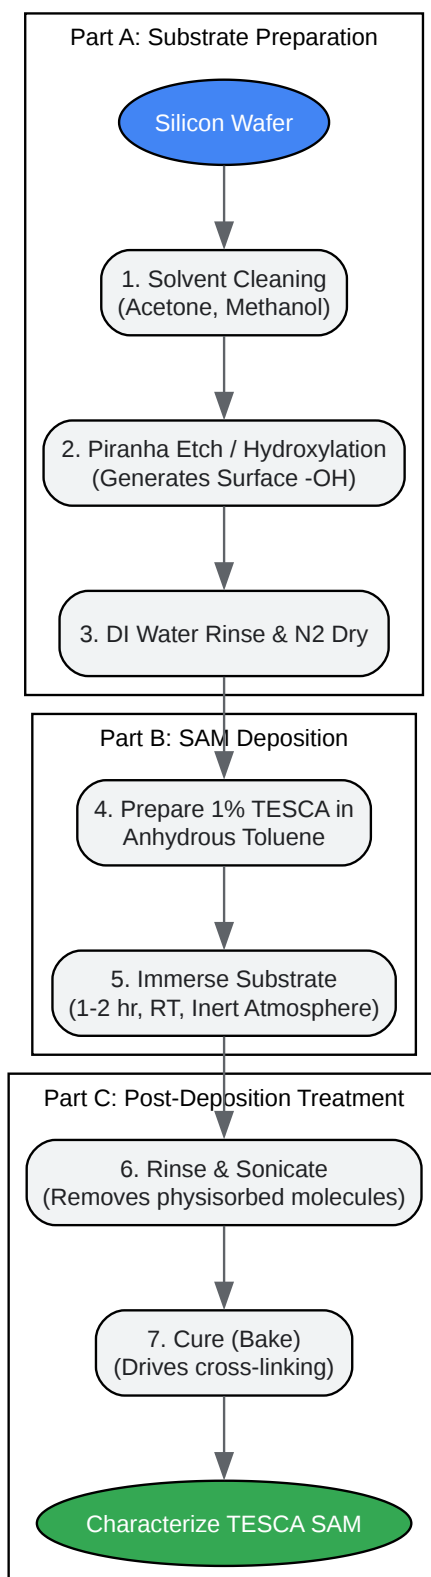 Part A: Substrate Preparation
Silicon Wafer
1. Solvent Cleaning
(Acetone, Methanol)
2. Piranha Etch / Hydroxylation
(Generates Surface -OH)
3. DI Water Rinse & N2 Dry
Part B: SAM Deposition
4. Prepare 1% TESCA in
Anhydrous Toluene
5. Immerse Substrate
(1-2 hr, RT, Inert Atmosphere)
Part C: Post-Deposition Treatment
6. Rinse & Sonicate
(Removes physisorbed molecules)
7. Cure (Bake)
(Drives cross-linking)
Characterize TESCA SAM